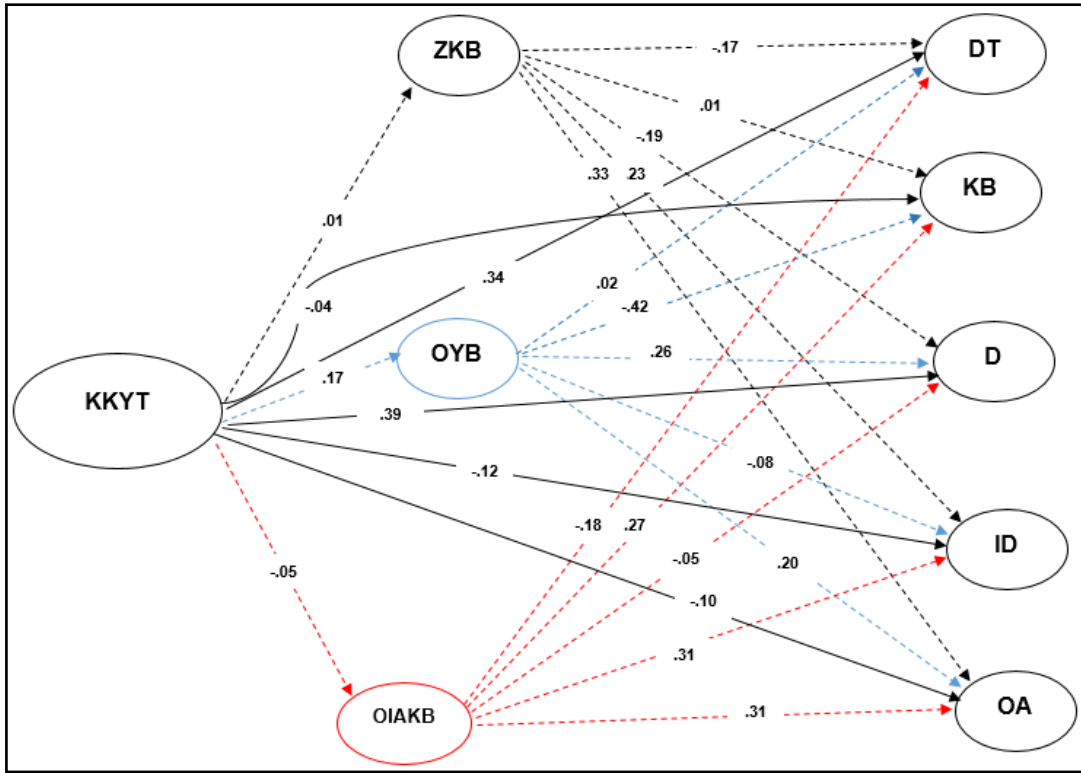 ZKB
-.17
DT
.01
-.19
.33
.23
KB
.01
.34
.02
-.04
-.42
OYB
.26
D
.17
KKYT
.39
-.08
-.12
-.18
.27
ID
-.05
.20
-.05
-.10
.31
OIAKB
.31
OA